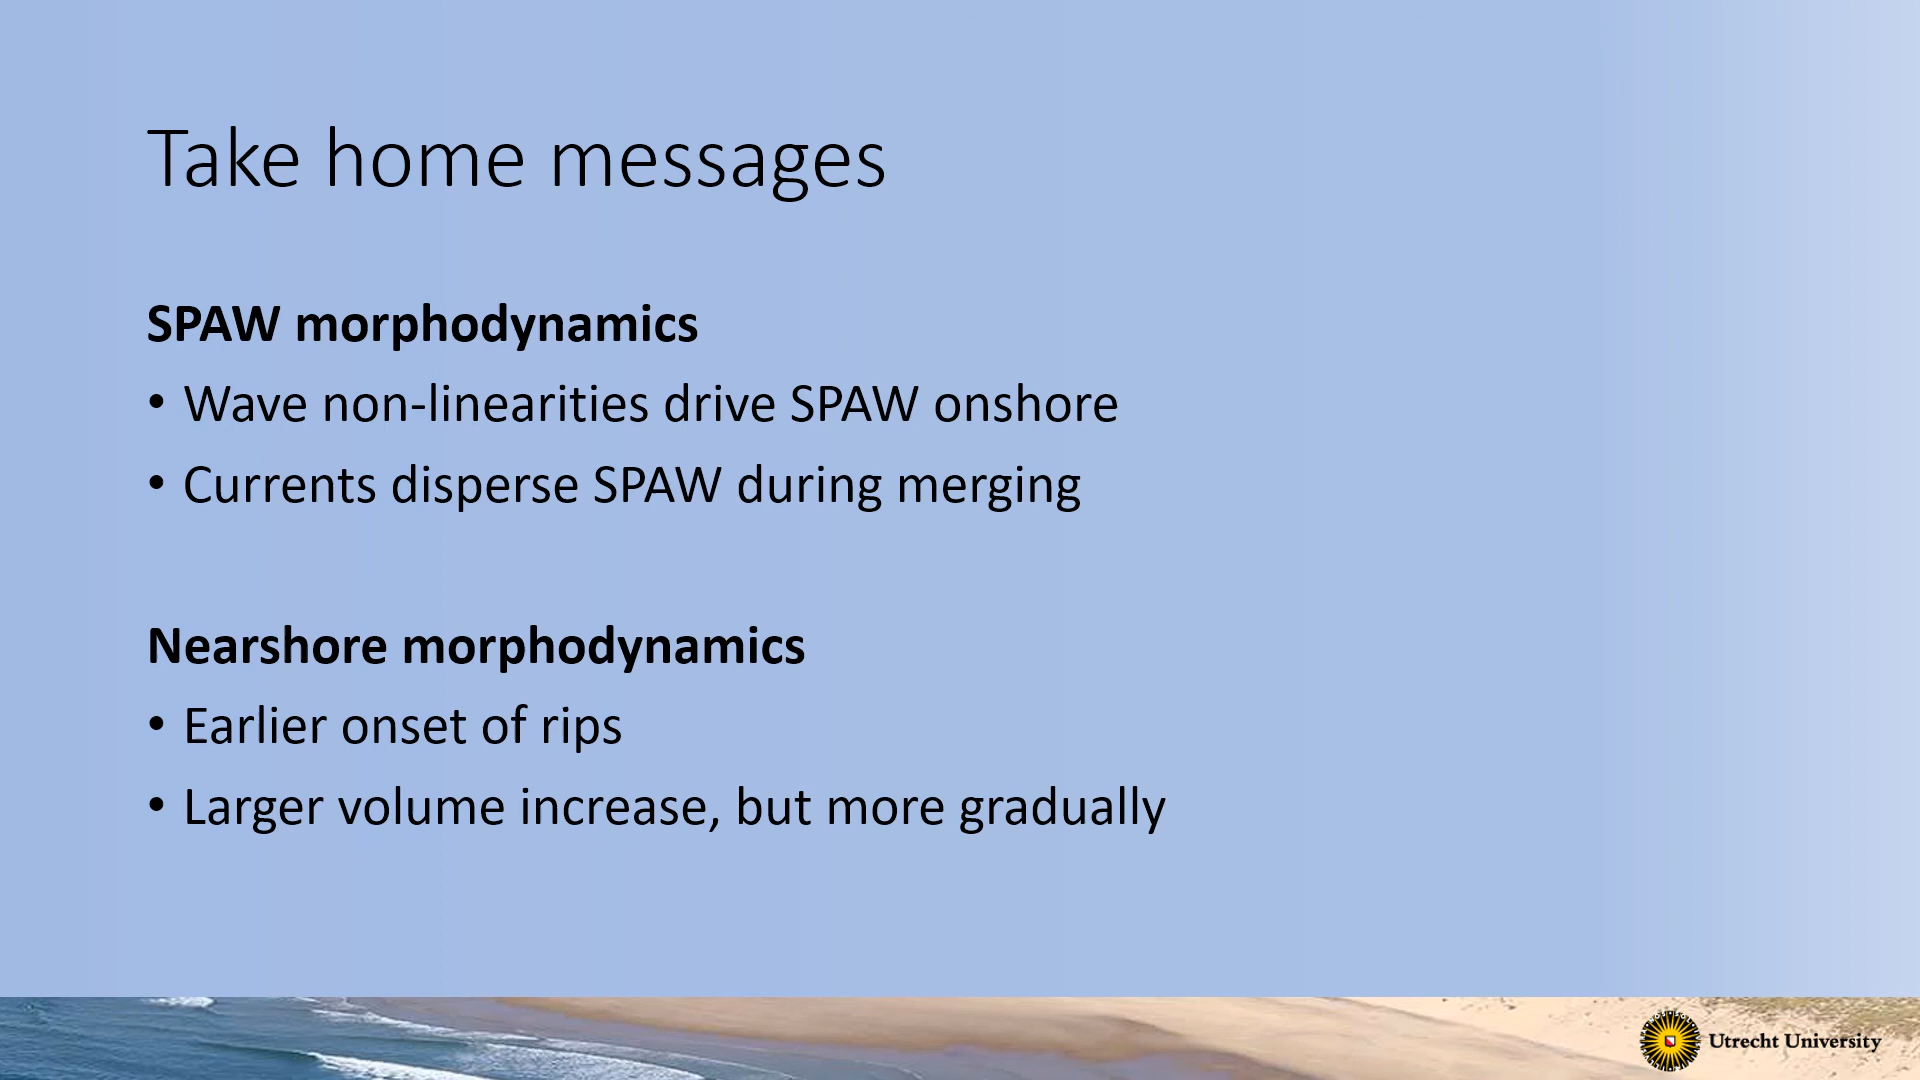 Take home messages
SPAW morphodynamics
• Wave non-linearities drive SPAW onshore
• Currents disperse SPAW during merging
Nearshore morphodynamics
• Earlier onset of rips
• Larger volume increase, but more gradually
Utrecht University